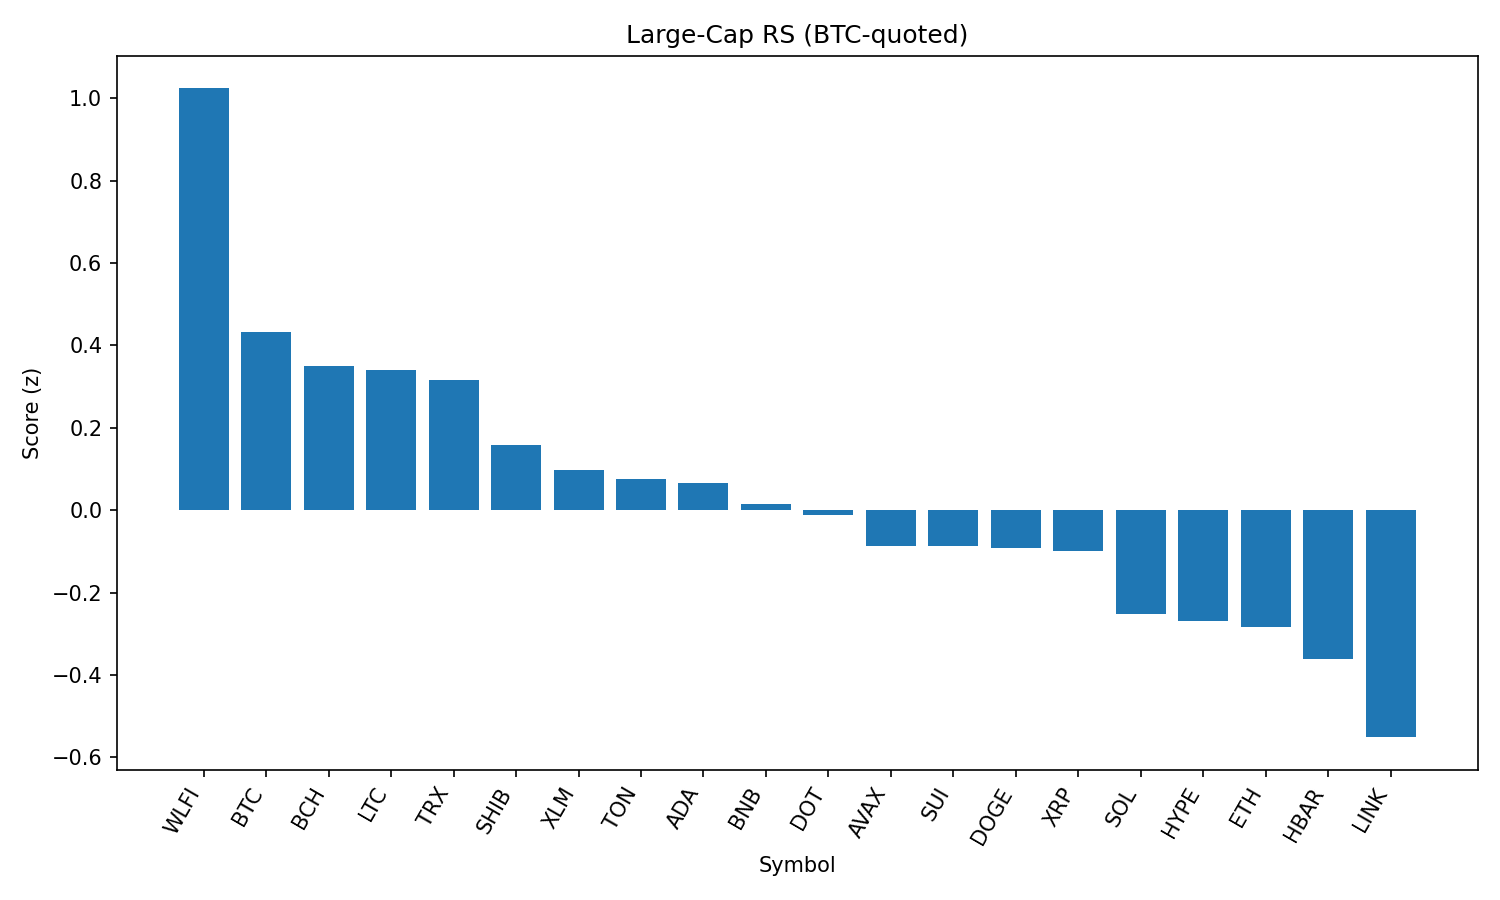 Large-Cap RS (BTC-quoted)
Score (z)
1.0
0.8
0.6
0.4
0.2
0.0
−0.2
−0.4
−0.6
WLFI
BTC
BCH
LTC
TRX
SHIB
XLM
TON
ADA
BNB
DOT
AVAX
SUI
DOGE
XRP
SOL
HYPE
ETH
HBAR
LINK
Symbol